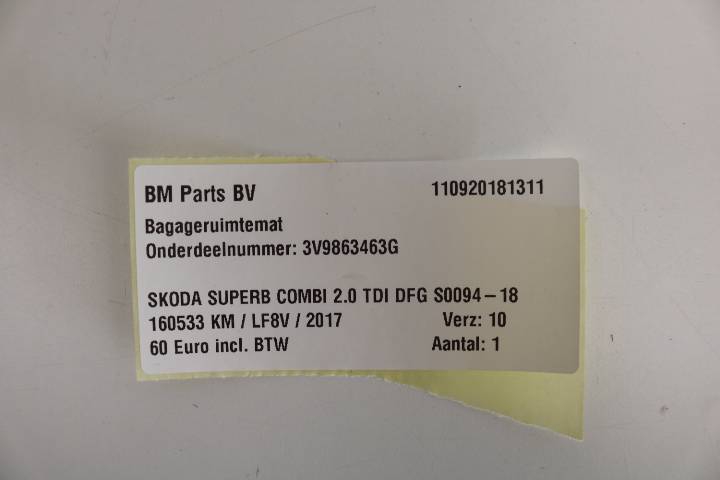 BM Parts BV 110920181311
Bagageruimtemat
Onderdeelnummer: 3V9863463G
SKODA SUPERB COMBI 2.0 TDI DFG S0094-18
160533 KM / LF8V / 2017 Verz: 10
60 Euro incl. BTW Aantal: 1